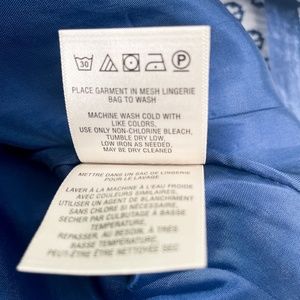 30 P
PLACE GARMENT IN MESH LINGERIE
BAG TO WASH
MACHINE WASH COLD WITH
LIKE COLORS,
USE ONLY NON-CHLORINE BLEACH,
TUMBLE DRY LOW,
LOW IRON AS NEEDED,
MAY BE DRY CLEANED
METTRE DANS UN SAC DE LINGERIE
POUR LE LAVAGE
LAVER À LA MACHINE À L'EAU FROIDE
AVEC COULEURS SIMILAIRES,
UTILISER UN AGENT DE BLANCHIMENT
SANS CHLORE SI NÉCESSAIRE,
SÉCHER PAR CULBUTAGE À BASSE
TEMPÉRATURE,
REPASSER, AU BESOIN, À
BASSE TEMPÉRATURE,
PEUT-ÊTRE NETTOYÉS SEC